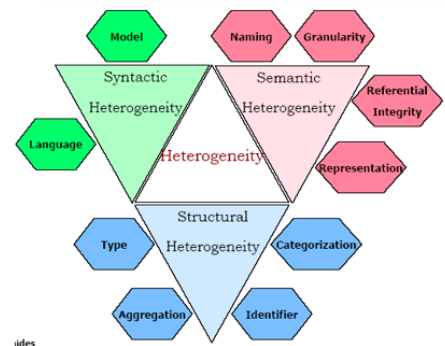 Model
Naming
Granularity
Syntactic
Heterogeneity
Semantic
Heterogeneity
Referential
Integrity
Language
Heterogeneity
Representation
Structural
Heterogeneity
Type
Categorization
Aggregation
Identifier